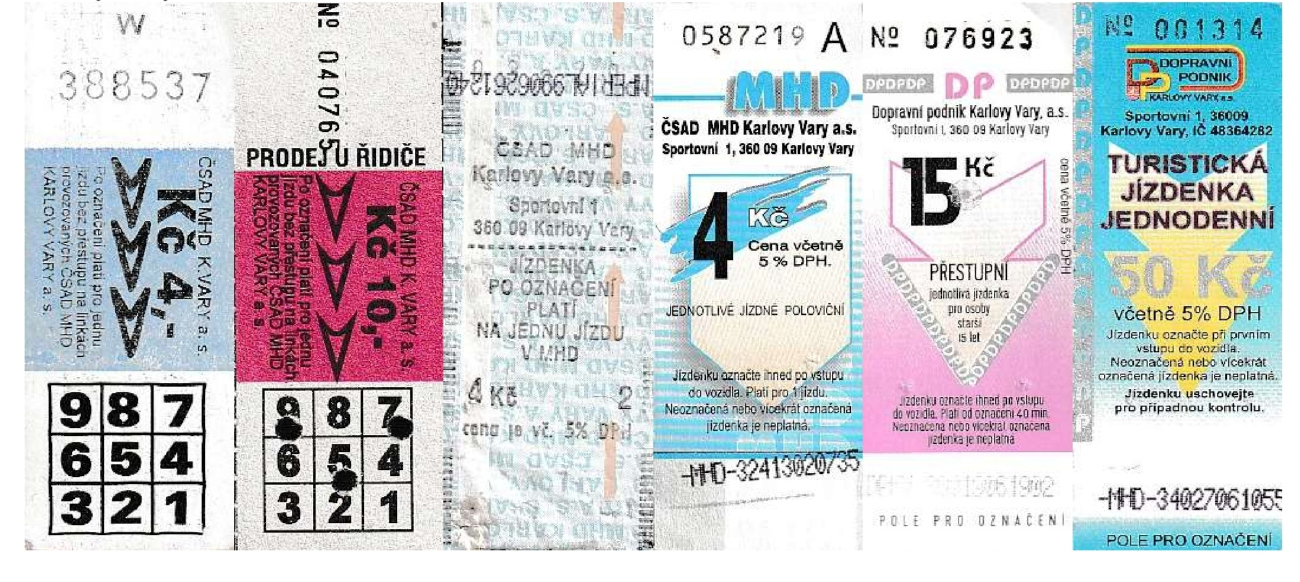 W
388537
ČSAD MHD K.VARY a. s.
Kč 4,-
Po označení platí pro jednu
jízdu bez přestupu na linkách
provozovaných ČSAD MHD
KARLOVY VARY a. s.
9 8 7
6 5 4
3 2 1
№ 040765
PRODEJ U ŘIDIČE
ČSAD MHD K. VARY a. s.
Kč 10,-
Po označení platí pro jednu
jízdu bez přestupu na linkách
provozovaných ČSAD MHD
KARLOVY VARY a. s.
9 8 7
6 5 4
3 2 1
ČSAD MHD
Karlovy Vary a.s.
Sportovní 1
360 09 Karlovy Vary
JÍZDENKA
PO OZNAČENÍ
PLATÍ
NA JEDNU JÍZDU
V MHD
4 Kč 2
cena je vč. 5% DPH
0587219 A
MHD
ČSAD MHD Karlovy Vary a.s.
Sportovní 1, 360 09 Karlovy Vary
4 Kč
Cena včetně
5 % DPH.
JEDNOTLIVÉ JÍZDNÉ POLOVIČNÍ
Jízdenku označte ihned po vstupu
do vozidla. Platí pro 1 jízdu.
Neoznačená nebo vícekrát označená
jízdenka je neplatná.
-MHD-32413020735
№ 076923
DPDPDP DP DPDPDP
Dopravní podnik Karlovy Vary, a.s.
Sportovní 1, 360 09 Karlovy Vary
15 Kč
cena včetně 5% DPH
PŘESTUPNÍ
jednotlivá jízdenka
pro osoby
starší
15 let
DPDPDPDPDPDPDPDPDPDP
Jízdenku označte ihned po vstupu
do vozidla. Platí od označení 40 min.
Neoznačená nebo vícekrát označená
jízdenka je neplatná
POLE PRO OZNAČENÍ
№ 001314
DOPRAVNÍ
PODNIK
KARLOVY VARY a.s.
Sportovní 1, 36009
Karlovy Vary, IČ 48364282
TURISTICKÁ
JÍZDENKA
JEDNODENNÍ
50 Kč
včetně 5% DPH
Jízdenku označte při prvním
vstupu do vozidla.
Neoznačená nebo vícekrát
označená jízdenka je neplatná.
Jízdenku uschovejte
pro případnou kontrolu.
-MHD-34027061055
POLE PRO OZNAČENÍ